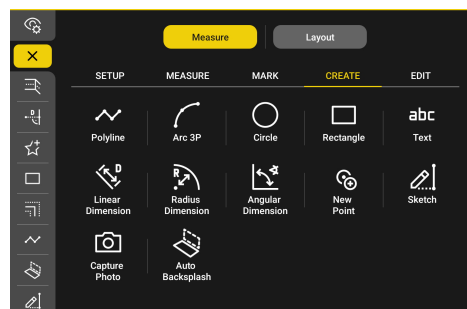 Measure
Layout
SETUP
MEASURE
MARK
CREATE
EDIT
abc
Polyline
Arc 3P
Circle
Rectangle
Text
D
R
Linear
Dimension
Radius
Dimension
Angular
Dimension
New
Point
Sketch
Capture
Photo
Auto
Backsplash
D